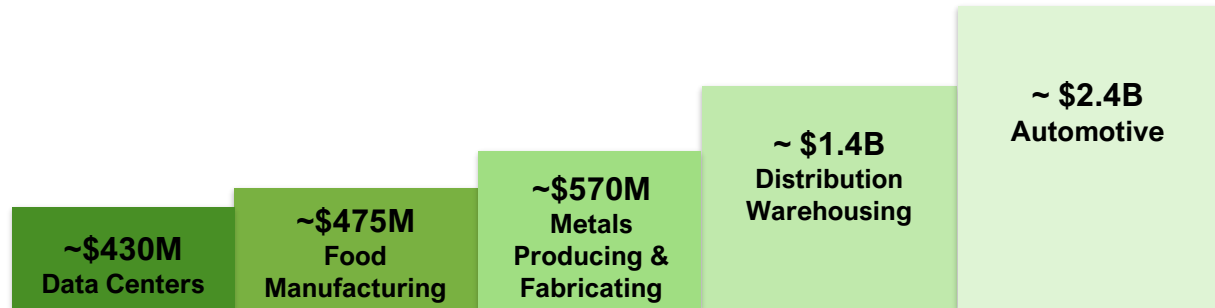 ~$430M
Data Centers
~$475M
Food
Manufacturing
~$570M
Metals
Producing &
Fabricating
~ $1.4B
Distribution
Warehousing
~ $2.4B
Automotive